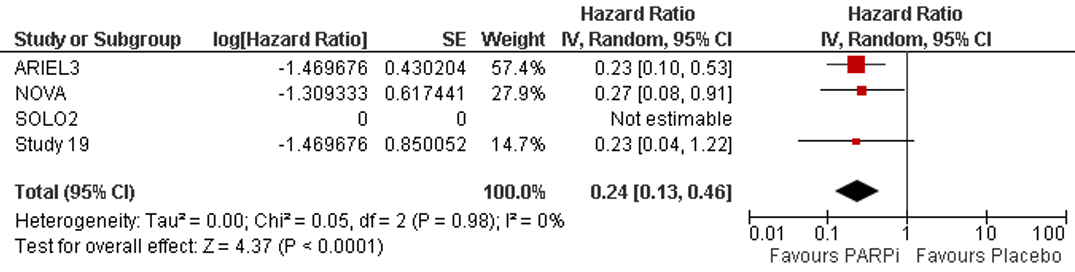 Hazard Ratio Hazard Ratio
Study or Subgroup log[Hazard Ratio] SE Weight IV, Random, 95% CI IV, Random, 95% CI
ARIEL3 -1.469676 0.430204 57.4% 0.23 [0.10, 0.53]
NOVA -1.309333 0.617441 27.9% 0.27 [0.08, 0.91]
SOLO2 0 0 Not estimable
Study 19 -1.469676 0.850052 14.7% 0.23 [0.04, 1.22]
Total (95% CI) 100.0% 0.24 [0.13, 0.46]
Heterogeneity: Tau² = 0.00; Chi² = 0.05, df = 2 (P = 0.98); I² = 0%
Test for overall effect: Z = 4.37 (P < 0.0001)
0.01 0.1 1 10 100
Favours PARPi Favours Placebo